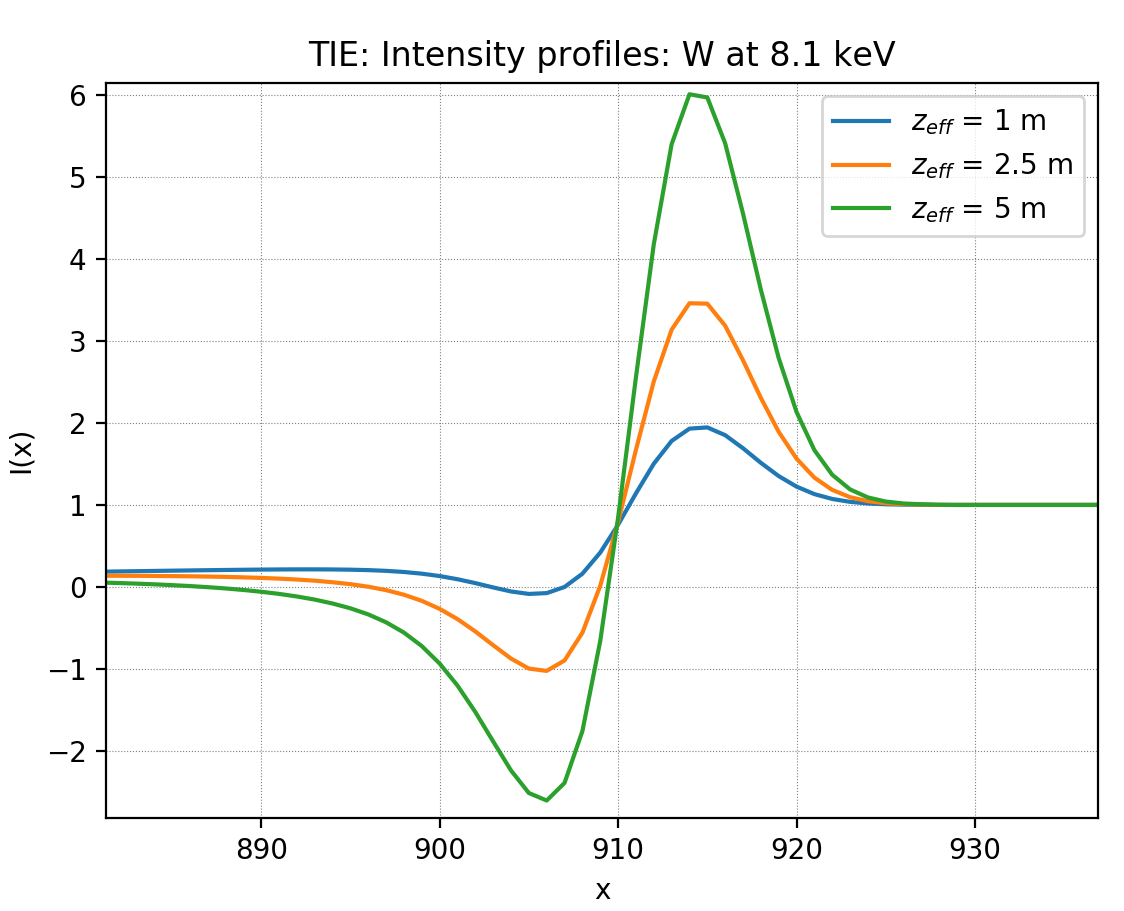 TIE: Intensity profiles: W at 8.1 keV
6
5
4
3
2
1
0
−1
−2
I(x)
z_eff = 1 m
z_eff = 2.5 m
z_eff = 5 m
890 900 910 920 930
x